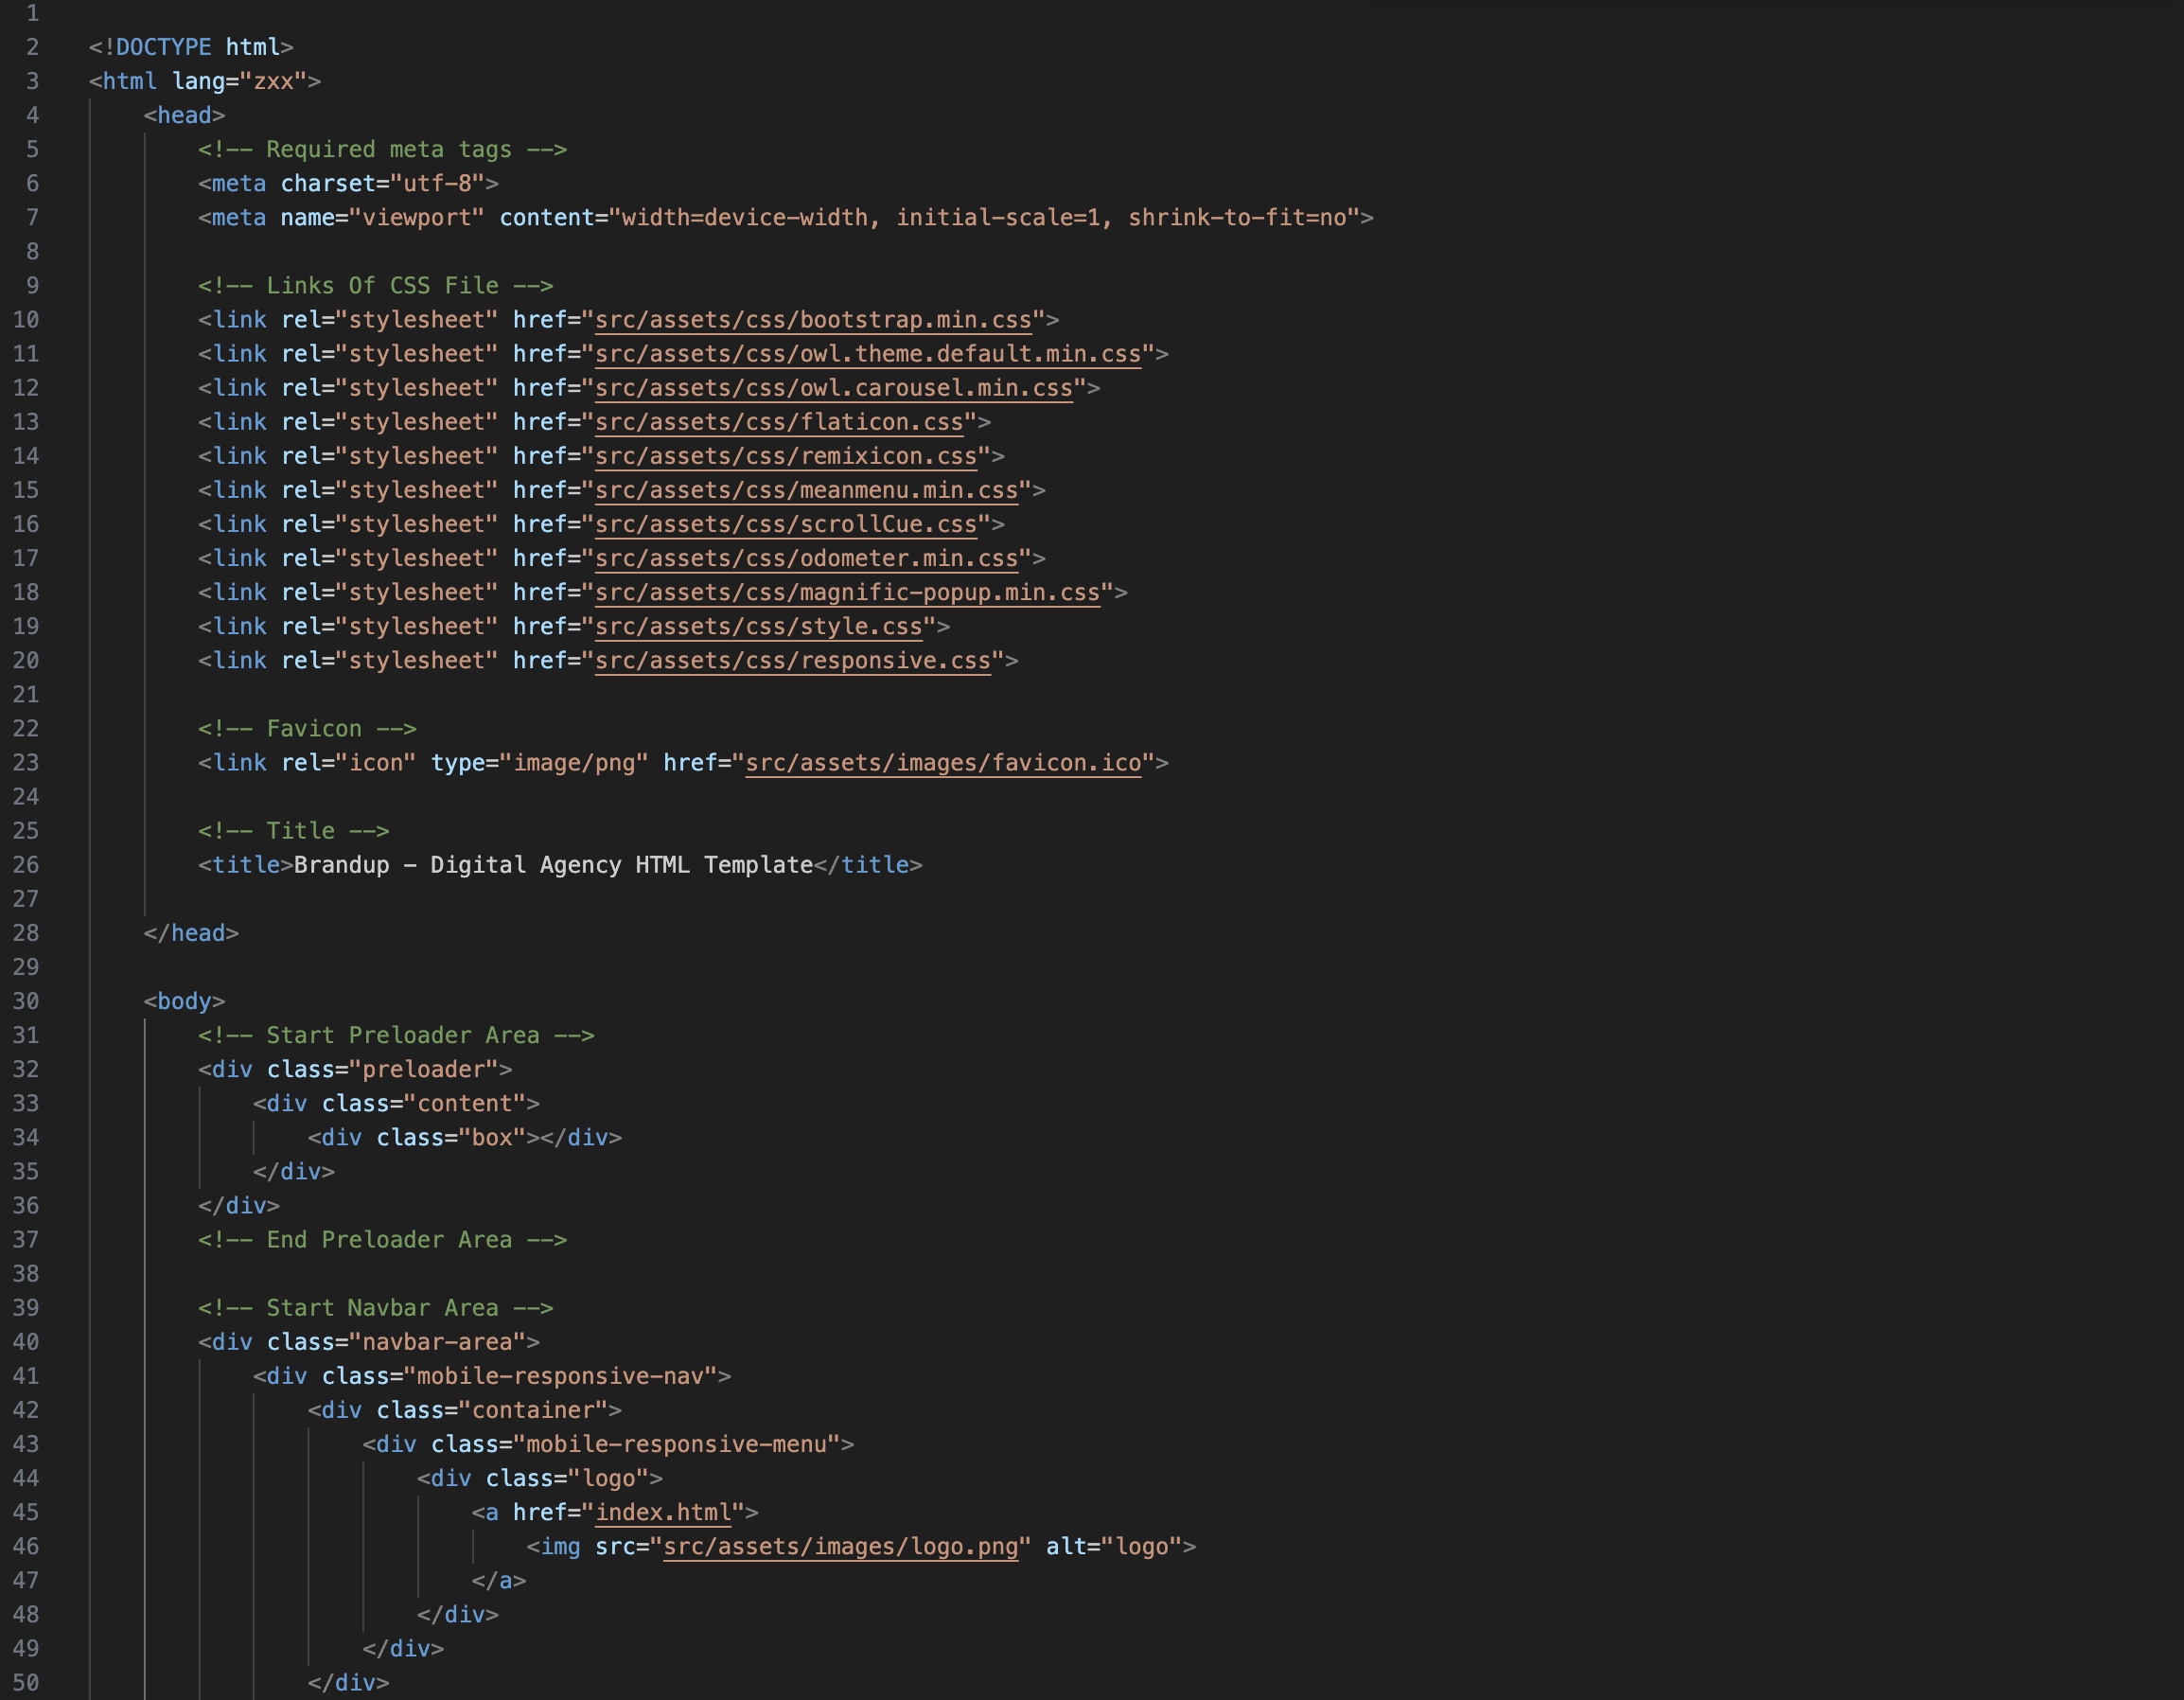 1
2 <!DOCTYPE html>
3 <html lang="zxx">
4 <head>
5 <!-- Required meta tags -->
6 <meta charset="utf-8">
7 <meta name="viewport" content="width=device-width, initial-scale=1, shrink-to-fit=no">
8
9 <!-- Links Of CSS File -->
10 <link rel="stylesheet" href="src/assets/css/bootstrap.min.css">
11 <link rel="stylesheet" href="src/assets/css/owl.theme.default.min.css">
12 <link rel="stylesheet" href="src/assets/css/owl.carousel.min.css">
13 <link rel="stylesheet" href="src/assets/css/flaticon.css">
14 <link rel="stylesheet" href="src/assets/css/remixicon.css">
15 <link rel="stylesheet" href="src/assets/css/meanmenu.min.css">
16 <link rel="stylesheet" href="src/assets/css/scrollCue.css">
17 <link rel="stylesheet" href="src/assets/css/odometer.min.css">
18 <link rel="stylesheet" href="src/assets/css/magnific-popup.min.css">
19 <link rel="stylesheet" href="src/assets/css/style.css">
20 <link rel="stylesheet" href="src/assets/css/responsive.css">
21
22 <!-- Favicon -->
23 <link rel="icon" type="image/png" href="src/assets/images/favicon.ico">
24
25 <!-- Title -->
26 <title>Brandup - Digital Agency HTML Template</title>
27
28 </head>
29
30 <body>
31 <!-- Start Preloader Area -->
32 <div class="preloader">
33 <div class="content">
34 <div class="box"></div>
35 </div>
36 </div>
37 <!-- End Preloader Area -->
38
39 <!-- Start Navbar Area -->
40 <div class="navbar-area">
41 <div class="mobile-responsive-nav">
42 <div class="container">
43 <div class="mobile-responsive-menu">
44 <div class="logo">
45 <a href="index.html">
46 <img src="src/assets/images/logo.png" alt="logo">
47 </a>
48 </div>
49 </div>
50 </div>